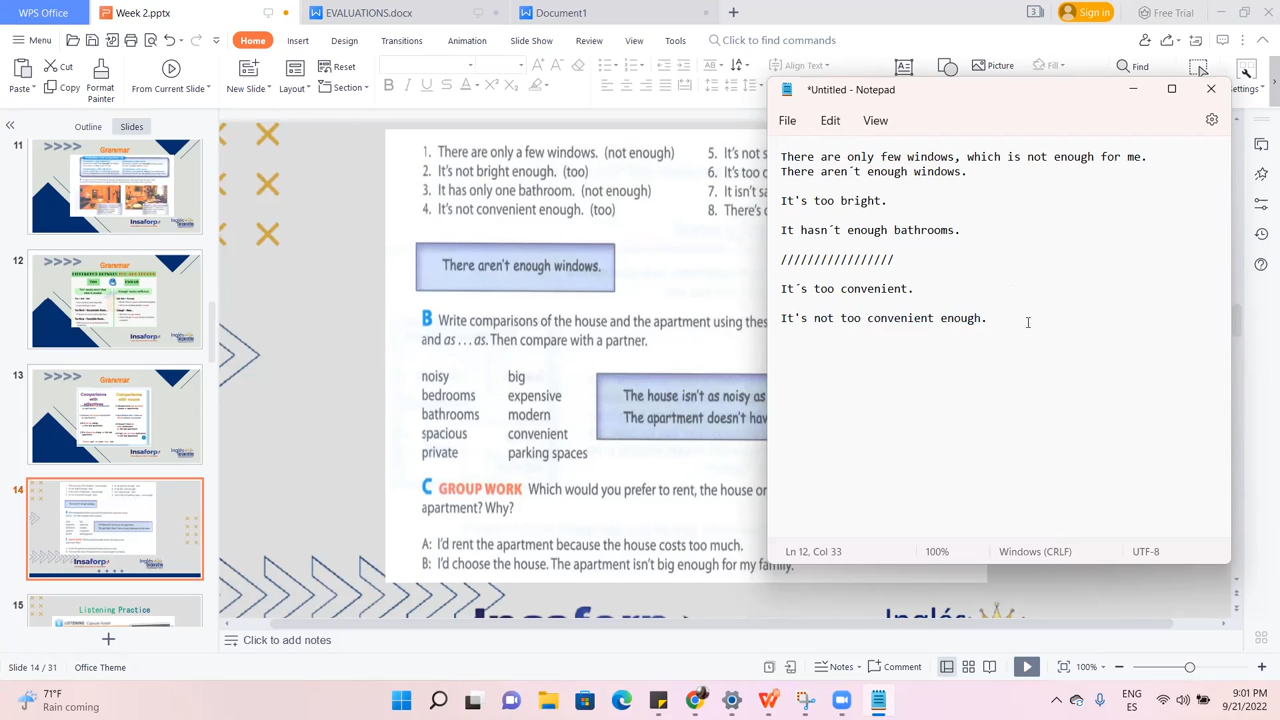 WPS Office
Week 2.pptx
EVALUATIONS.docx
Document1
Sign in
Free Trial
Menu
Home
Insert
Design
Transitions
Animation
Slide Show
Review
View
Tools
Click to find commands
Cut
Copy
Format
Painter
From Current Slide
New Slide
Layout
Reset
Section
Align Text
Picture
Find
Settings
Outline
Slides
11
Grammar
12
Grammar
13
Grammar
14
15
Listening Practice
1. There are only a few windows. (not enough)
2. It's not bright enough. (too)
3. It has only one bathroom. (not enough)
4. It's not convenient enough. (too)
5. It's not s
6. It's too c
7. It isn't sa
8. There's
There aren't enough windows.
B Write comparisons of the house and the apartment using these
and as . . . as. Then compare with a partner.
noisy big
bedrooms expensive
bathrooms modern
spacious convenient
private parking spaces
The house isn't as noisy as
The apartment doesn't hav
C GROUP W which would you prefer to rent, the house or
apartment? Why?
A: I'd rent the apartment because the house costs too much.
B: I'd choose the house. The apartment isn't big enough for my family.
Insaforp
Inglés
*Untitled - Notepad
File Edit View
only few windows, which is not enough for me.
There aren´t enough windows.
It's too bright.
It hasn´t enough bathrooms.
////////////////
It's too convenient.
It's not too convenient enough.
Ln 12, Col 33
100%
Windows (CRLF)
UTF-8
Click to add notes
Slide 14 / 31
Office Theme
Notes
Comment
100%
71°F
Rain coming
ENG
ES
9:01 PM
9/21/2022